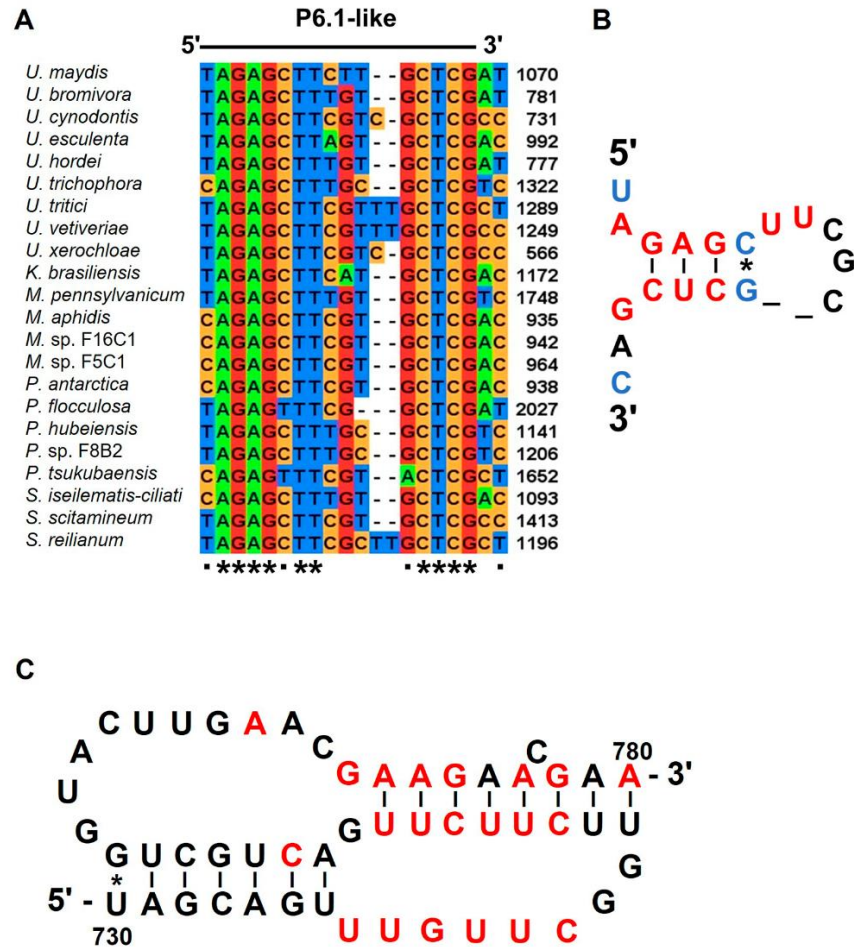 A
P6.1-like
5' 3'
U. maydis TAGAGCTTCTT--GCTCGAT 1070
U. bromivora TAGAGCTTTGT--GCTCGAT 781
U. cynodontis TAGAGCTTCGTC-GCTCGCC 731
U. esculenta TAGAGCTTAGT--GCTCGAC 992
U. hordei TAGAGCTTTGT--GCTCGAT 777
U. trichophora CAGAGCTTTGC--GCTCGTC 1322
U. tritici TAGAGCTTCGTTTGCTCGCT 1289
U. vetiveriae TAGAGCTTCGTTTGCTCGCC 1249
U. xerochloae TAGAGCTTCGTC-GCTCGCC 566
K. brasiliensis TAGAGCTTCAT--GCTCGAC 1172
M. pennsylvanicum TAGAGCTTTGT--GCTCGTC 1748
M. aphidis CAGAGCTTCGT--GCTCGAC 935
M. sp. F16C1 CAGAGCTTCGT--GCTCGAC 942
M. sp. F5C1 CAGAGCTTCGT--GCTCGAC 964
P. antarctica CAGAGCTTCGT--GCTCGAC 938
P. flocculosa TAGAGTTTCG---GCTCGAT 2027
P. hubeiensis TAGAGCTTTGC--GCTCGTC 1141
P. sp. F8B2 TAGAGCTTTGC--GCTCGTC 1206
P. tsukubaensis CAGAGTTTCGT--ACTCGCT 1652
S. iseilematis-ciliati CAGAGCTTTGT--GCTCGAC 1093
S. scitamineum TAGAGCTTCGT--GCTCGCC 1413
S. reilianum TAGAGCTTCGCTTGCTCGCT 1196
.****.** .**** .
B
5'
U
A G A G C U U C G C
*
G C U C G _ _
A
C
3'
C
A C U U G A A C G A A G A A C G A A - 3'
780
U G
G U C G U C A G U U C U U C U U
*
5' - U A G C A G U U U G U U C G G
730